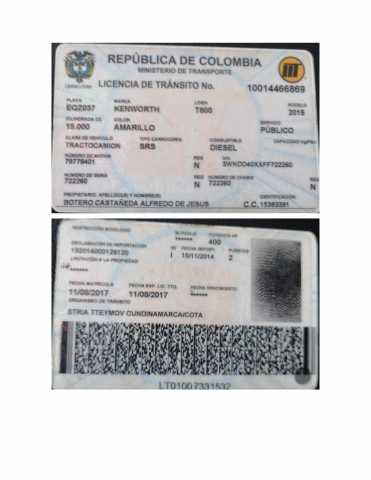 REPÚBLICA DE COLOMBIA
MINISTERIO DE TRANSPORTE
LICENCIA DE TRÁNSITO No. 10014466869
PLACA MARCA LINEA MODELO
EQZ037 KENWORTH T800 2015
CILINDRADA CC COLOR SERVICIO
15.000 AMARILLO PÚBLICO
CLASE DE VEHÍCULO TIPO CARROCERÍA COMBUSTIBLE CAPACIDAD Kg/PSJ
TRACTOCAMION SRS DIESEL
NÚMERO DE MOTOR REG VIN
79779401 N 3WKDD40XXFF722260
NÚMERO DE SERIE REG NÚMERO DE CHASIS REG
722260 N 722260 N
PROPIETARIO: APELLIDO(S) Y NOMBRE(S) IDENTIFICACIÓN
BOTERO CASTAÑEDA ALFREDO DE JESUS C.C. 15383391
RESTRICCIÓN MOVILIDAD BLINDAJE POTENCIA HP
****** 400
DECLARACIÓN DE IMPORTACIÓN I/E FECHA IMPORT. PUERTAS
192014000128120 I 15/11/2014 2
LIMITACIÓN A LA PROPIEDAD
******
FECHA MATRICULA FECHA EXP. LIC. TTO. FECHA VENCIMIENTO
11/08/2017 11/08/2017 ******
ORGANISMO DE TRÁNSITO
STRIA TTEYMOV CUNDINAMARCA/COTA
LT01007331532